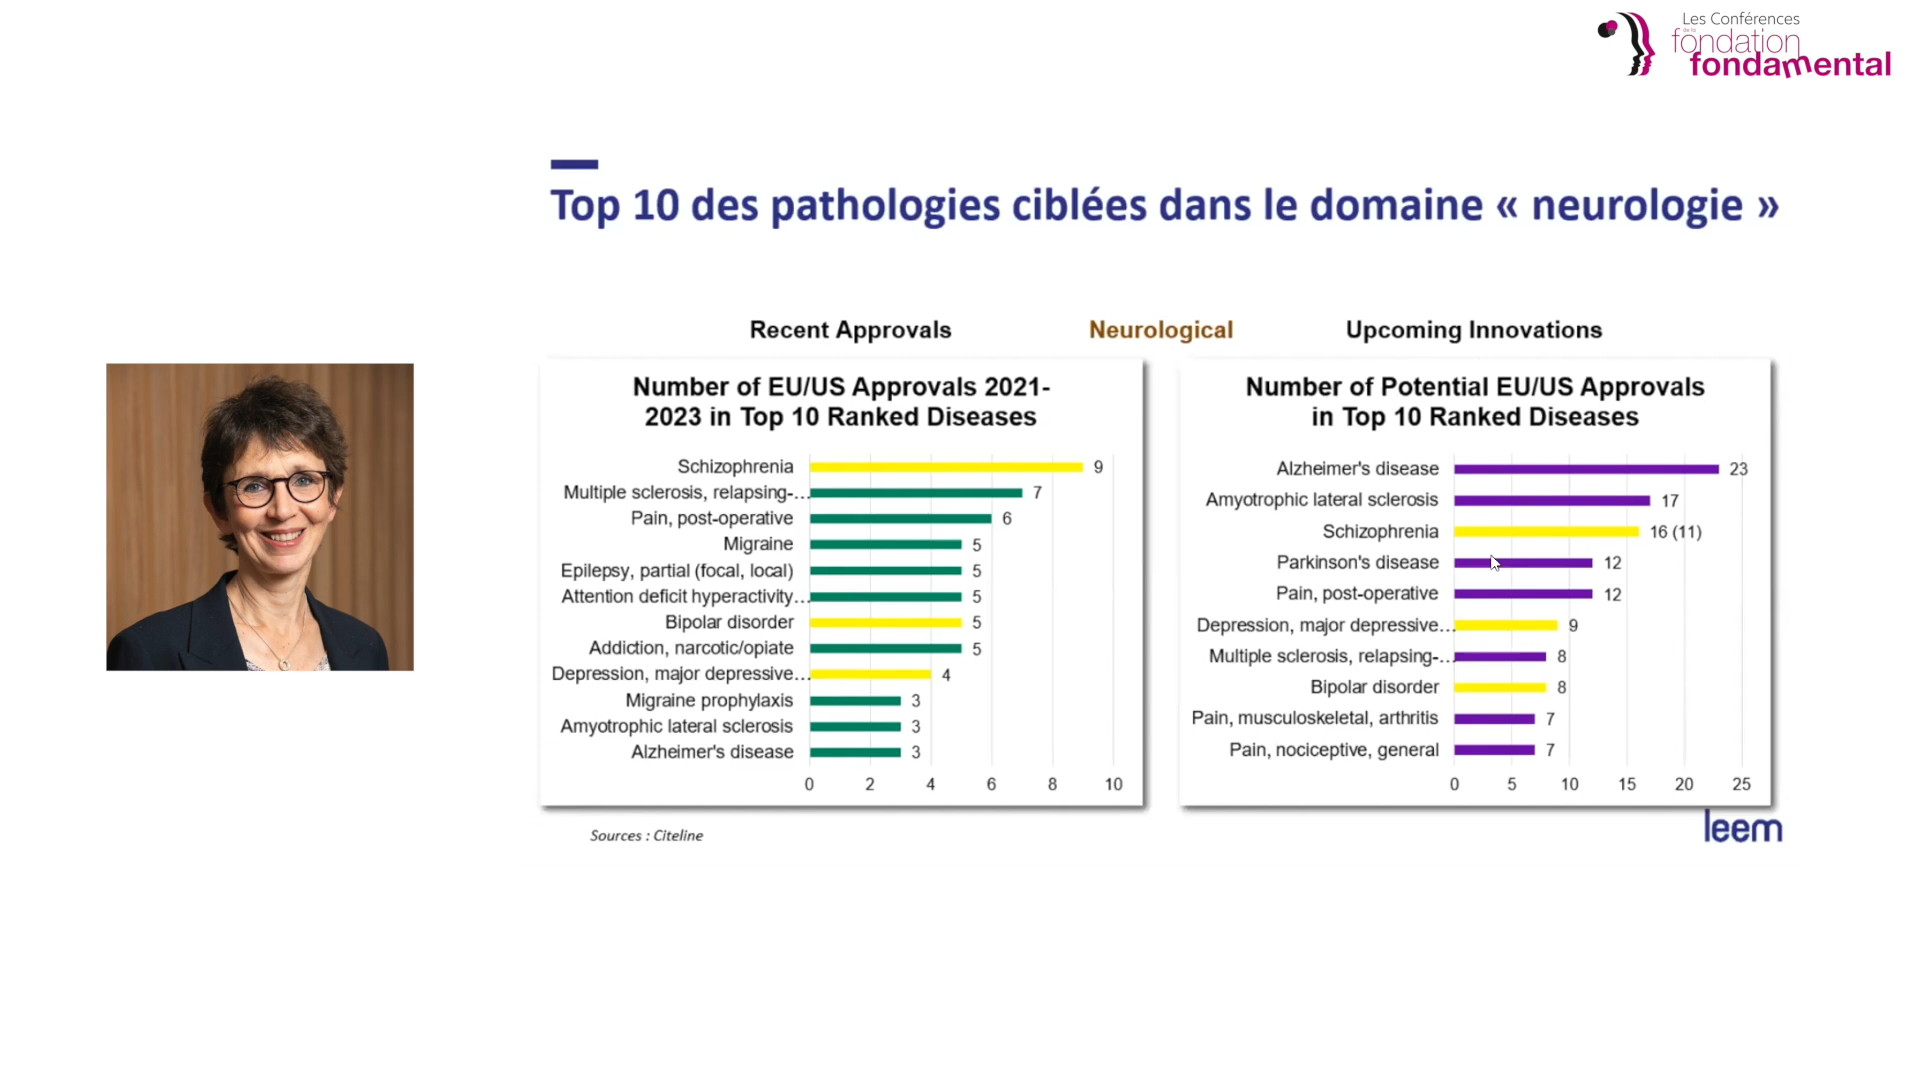 Les Conférences
de la
fondation
fondamental
Top 10 des pathologies ciblées dans le domaine « neurologie »
Recent Approvals
Neurological
Upcoming Innovations
Number of EU/US Approvals 2021-
2023 in Top 10 Ranked Diseases
Schizophrenia 9
Multiple sclerosis, relapsing-... 7
Pain, post-operative 6
Migraine 5
Epilepsy, partial (focal, local) 5
Attention deficit hyperactivity... 5
Bipolar disorder 5
Addiction, narcotic/opiate 5
Depression, major depressive... 4
Migraine prophylaxis 3
Amyotrophic lateral sclerosis 3
Alzheimer's disease 3
0 2 4 6 8 10
Number of Potential EU/US Approvals
in Top 10 Ranked Diseases
Alzheimer's disease 23
Amyotrophic lateral sclerosis 17
Schizophrenia 16 (11)
Parkinson's disease 12
Pain, post-operative 12
Depression, major depressive... 9
Multiple sclerosis, relapsing-... 8
Bipolar disorder 8
Pain, musculoskeletal, arthritis 7
Pain, nociceptive, general 7
0 5 10 15 20 25
Sources : Citeline
leem